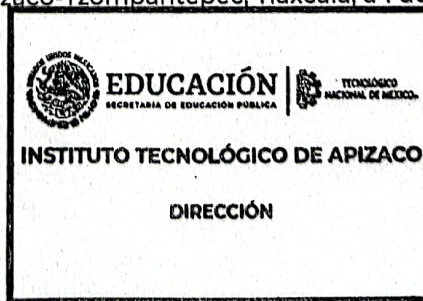 EDUCACIÓN
SECRETARÍA DE EDUCACIÓN PÚBLICA
TECNOLÓGICO
NACIONAL DE MÉXICO
INSTITUTO TECNOLÓGICO DE APIZACO
DIRECCIÓN